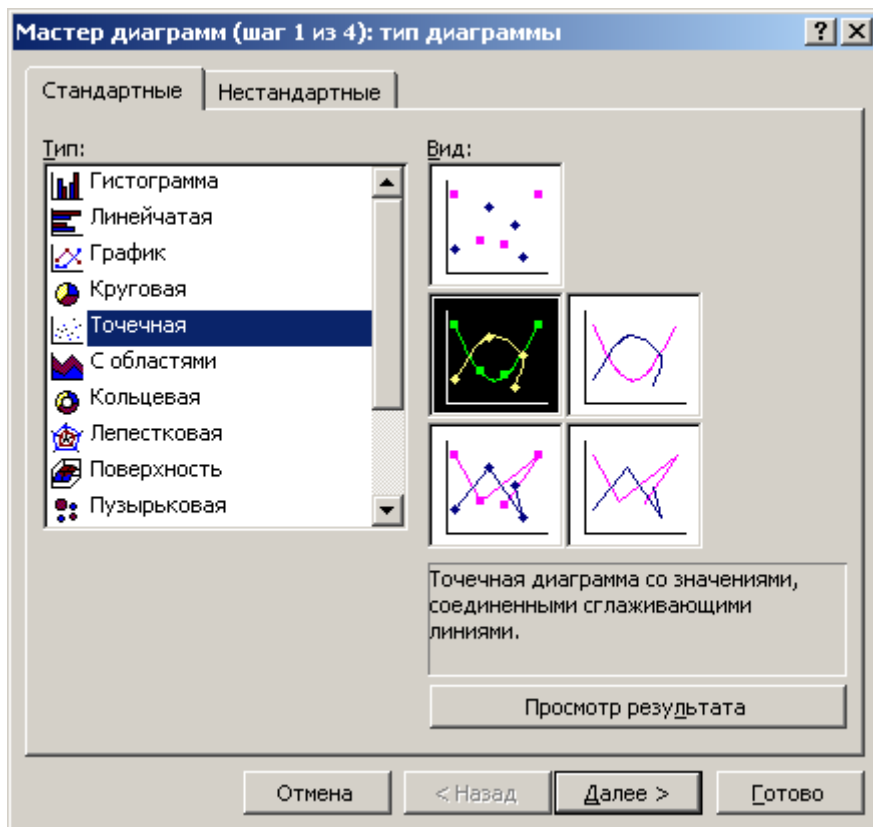 Мастер диаграмм (шаг 1 из 4): тип диаграммы
Стандартные
Нестандартные
Тип:
Гистограмма
Линейчатая
График
Круговая
Точечная
С областями
Кольцевая
Лепестковая
Поверхность
Пузырьковая
Вид:
Точечная диаграмма со значениями,
соединенными сглаживающими
линиями.
Просмотр результата
Отмена
< Назад
Далее >
Готово